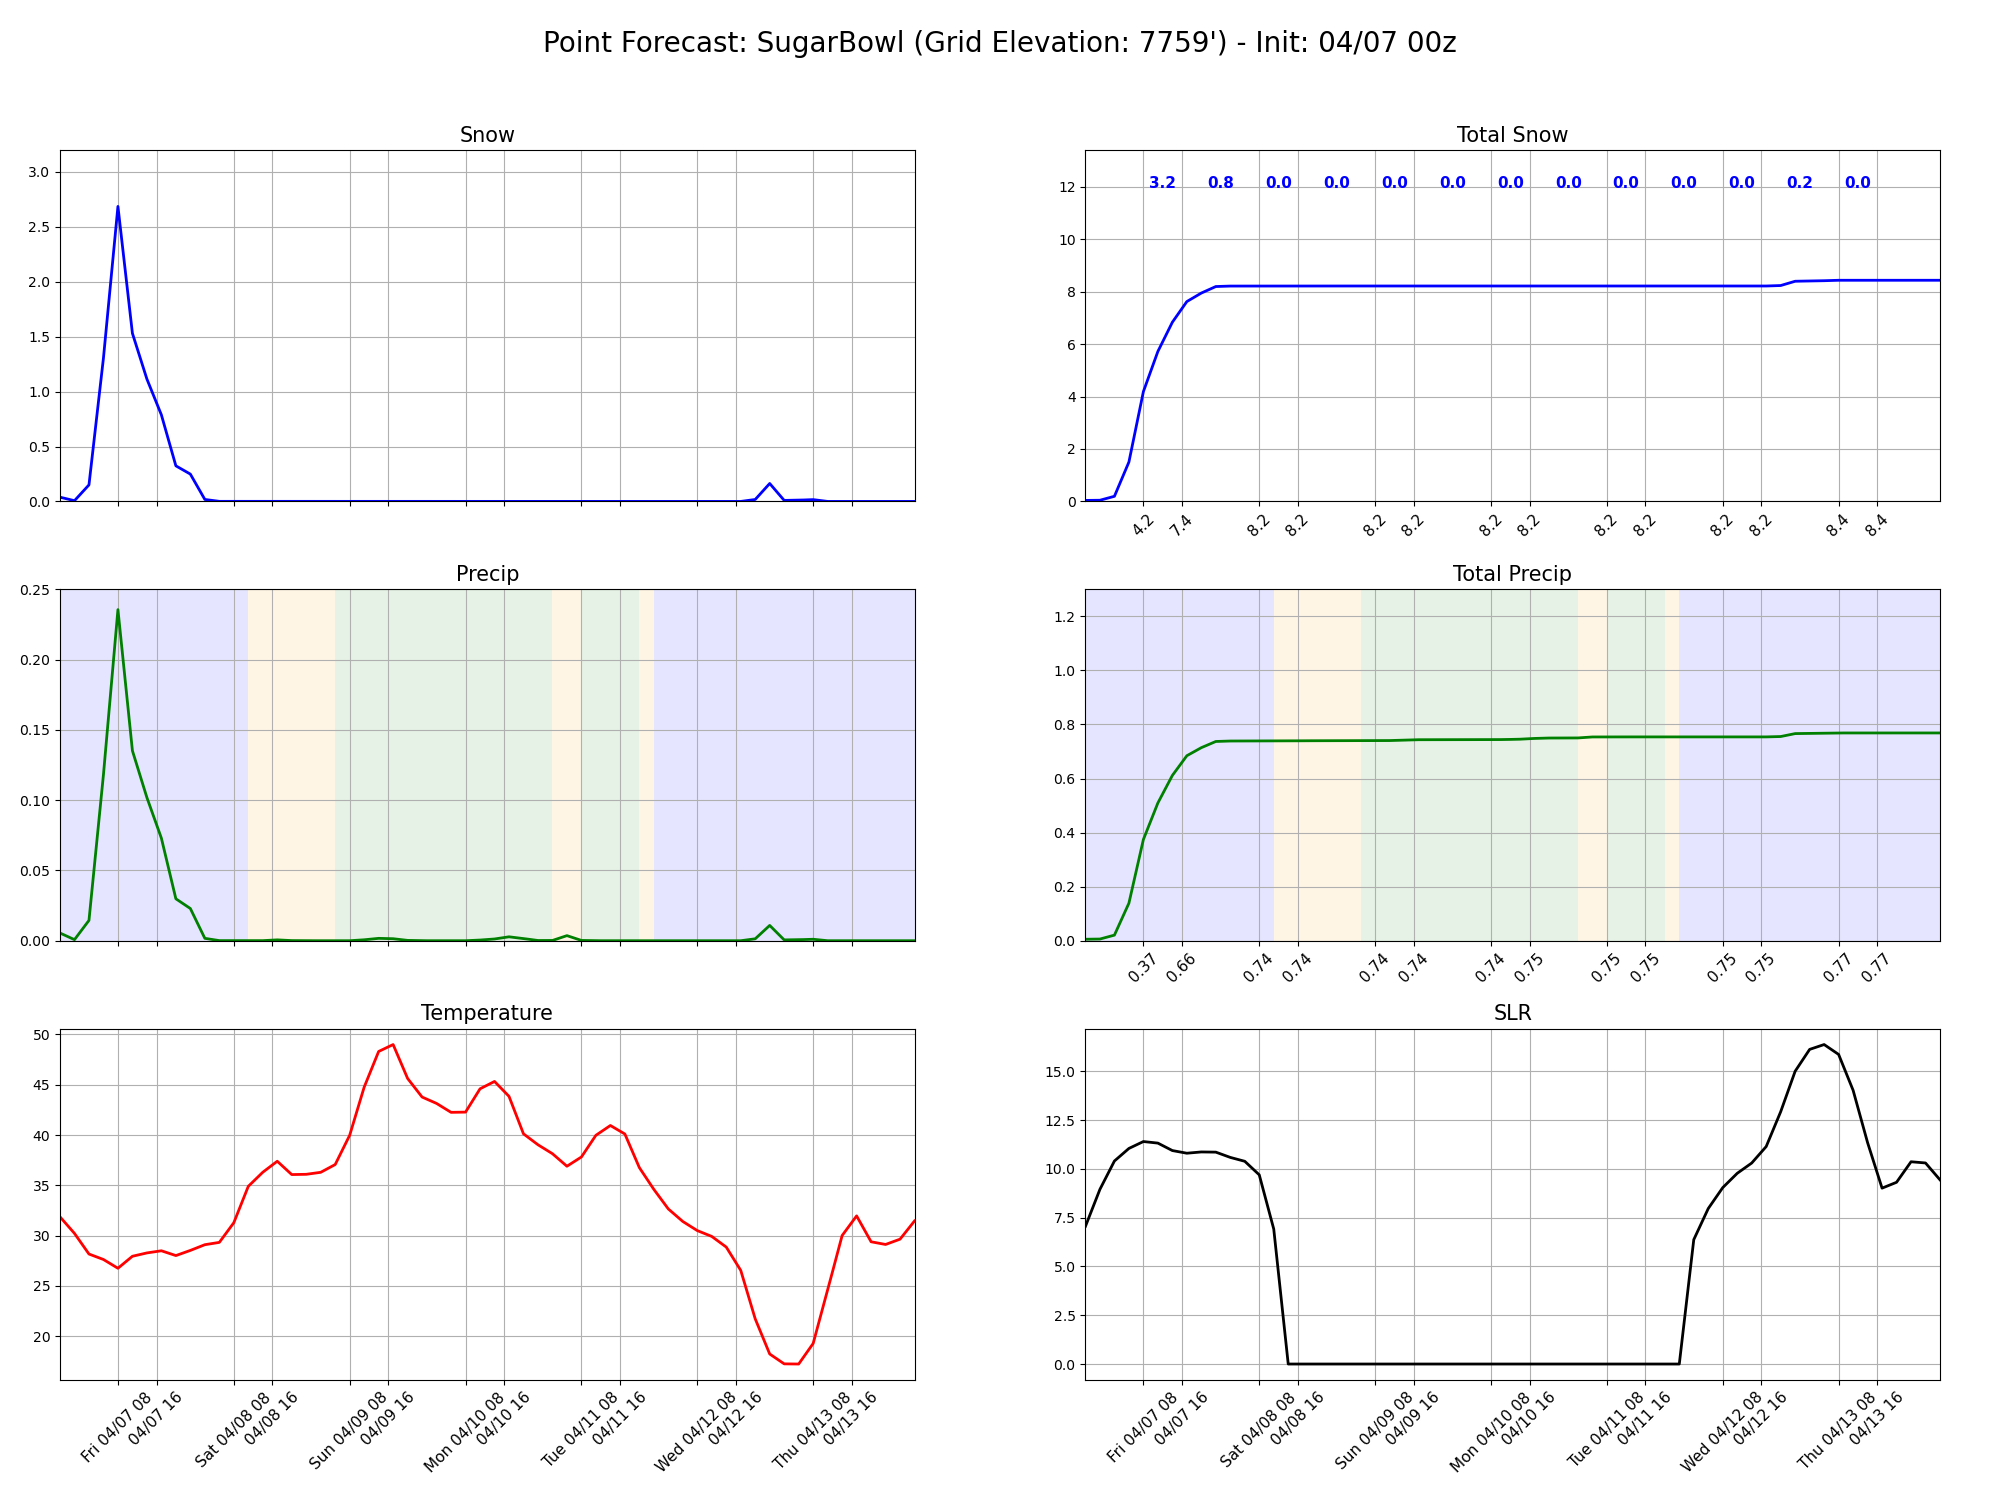 Point Forecast: SugarBowl (Grid Elevation: 7759') - Init: 04/07 00z
Snow
3.0
2.5
2.0
1.5
1.0
0.5
0.0
Total Snow
12
10
8
6
4
2
0
3.2 0.8 0.0 0.0 0.0 0.0 0.0 0.0 0.0 0.0 0.0 0.2 0.0
4.2 7.4 8.2 8.2 8.2 8.2 8.2 8.2 8.2 8.2 8.2 8.2 8.4 8.4
Precip
0.25
0.20
0.15
0.10
0.05
0.00
Total Precip
1.2
1.0
0.8
0.6
0.4
0.2
0.0
0.37 0.66 0.74 0.74 0.74 0.74 0.74 0.75 0.75 0.75 0.75 0.75 0.77 0.77
Temperature
50
45
40
35
30
25
20
Fri 04/07 08
04/07 16
Sat 04/08 08
04/08 16
Sun 04/09 08
04/09 16
Mon 04/10 08
04/10 16
Tue 04/11 08
04/11 16
Wed 04/12 08
04/12 16
Thu 04/13 08
04/13 16
SLR
15.0
12.5
10.0
7.5
5.0
2.5
0.0
Fri 04/07 08
04/07 16
Sat 04/08 08
04/08 16
Sun 04/09 08
04/09 16
Mon 04/10 08
04/10 16
Tue 04/11 08
04/11 16
Wed 04/12 08
04/12 16
Thu 04/13 08
04/13 16